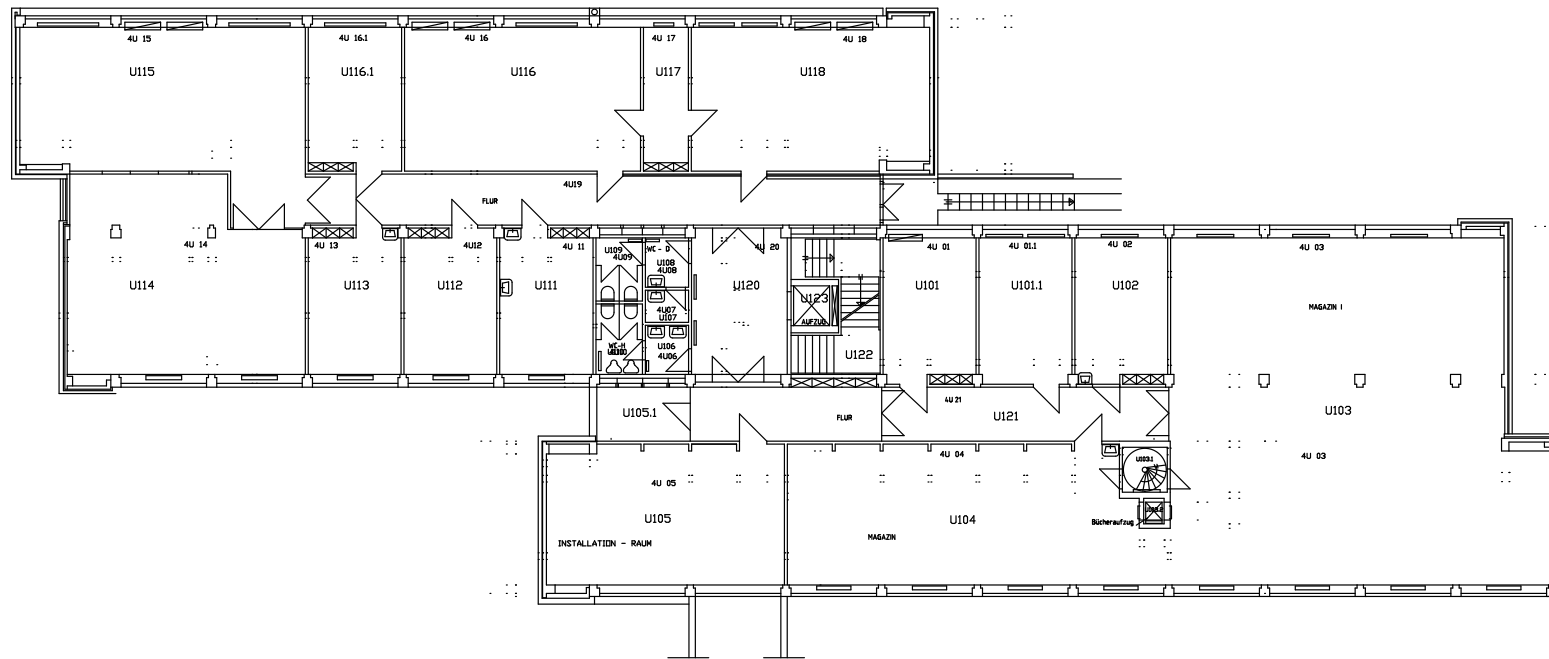 4U 15
4U 16.1
4U 16
4U 17
4U 18
U115
U116.1
U116
U117
U118
4U19
FLUR
4U 14
4U 13
4U12
4U 11
U109
4U09
WC - D
U108
4U08
4U 20
4U 01
4U 01.1
4U 02
4U 03
U114
U113
U112
U111
4U07
U107
U120
U123
AUFZUG
U101
U101.1
U102
MAGAZIN I
WC-H
U106
4U06
U122
U105.1
FLUR
4U 21
U121
U103
4U 05
4U 04
U103.1
4U 03
U105
U104
Bücheraufzug
INSTALLATION - RAUM
MAGAZIN